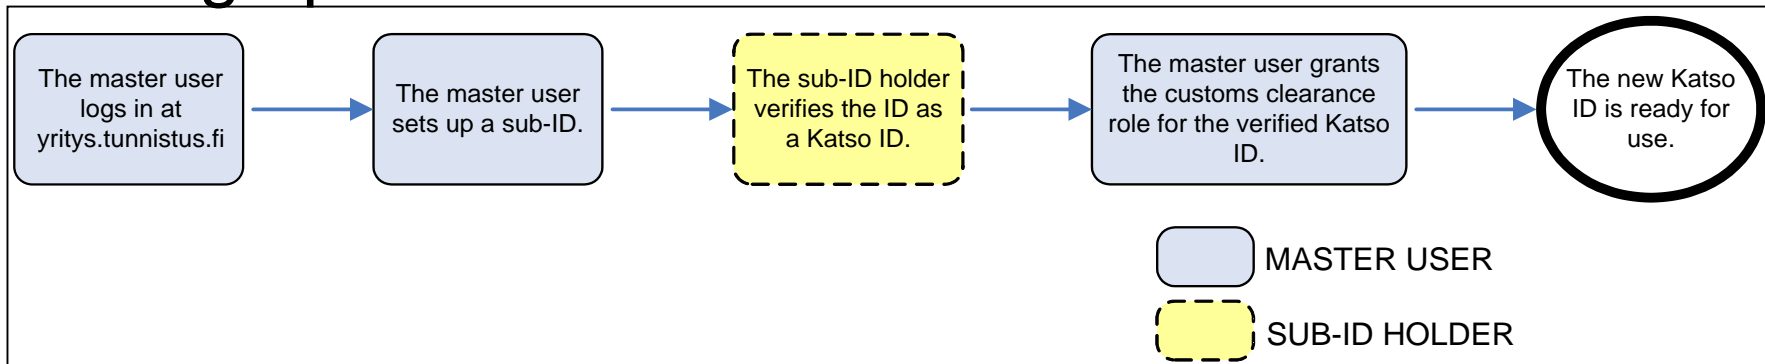 The master user
logs in at
yritys.tunnistus.fi
The master user
sets up a sub-ID.
The sub-ID holder
verifies the ID as
a Katso ID.
The master user grants
the customs clearance
role for the verified Katso
ID.
The new Katso
ID is ready for
use.
MASTER USER
SUB-ID HOLDER